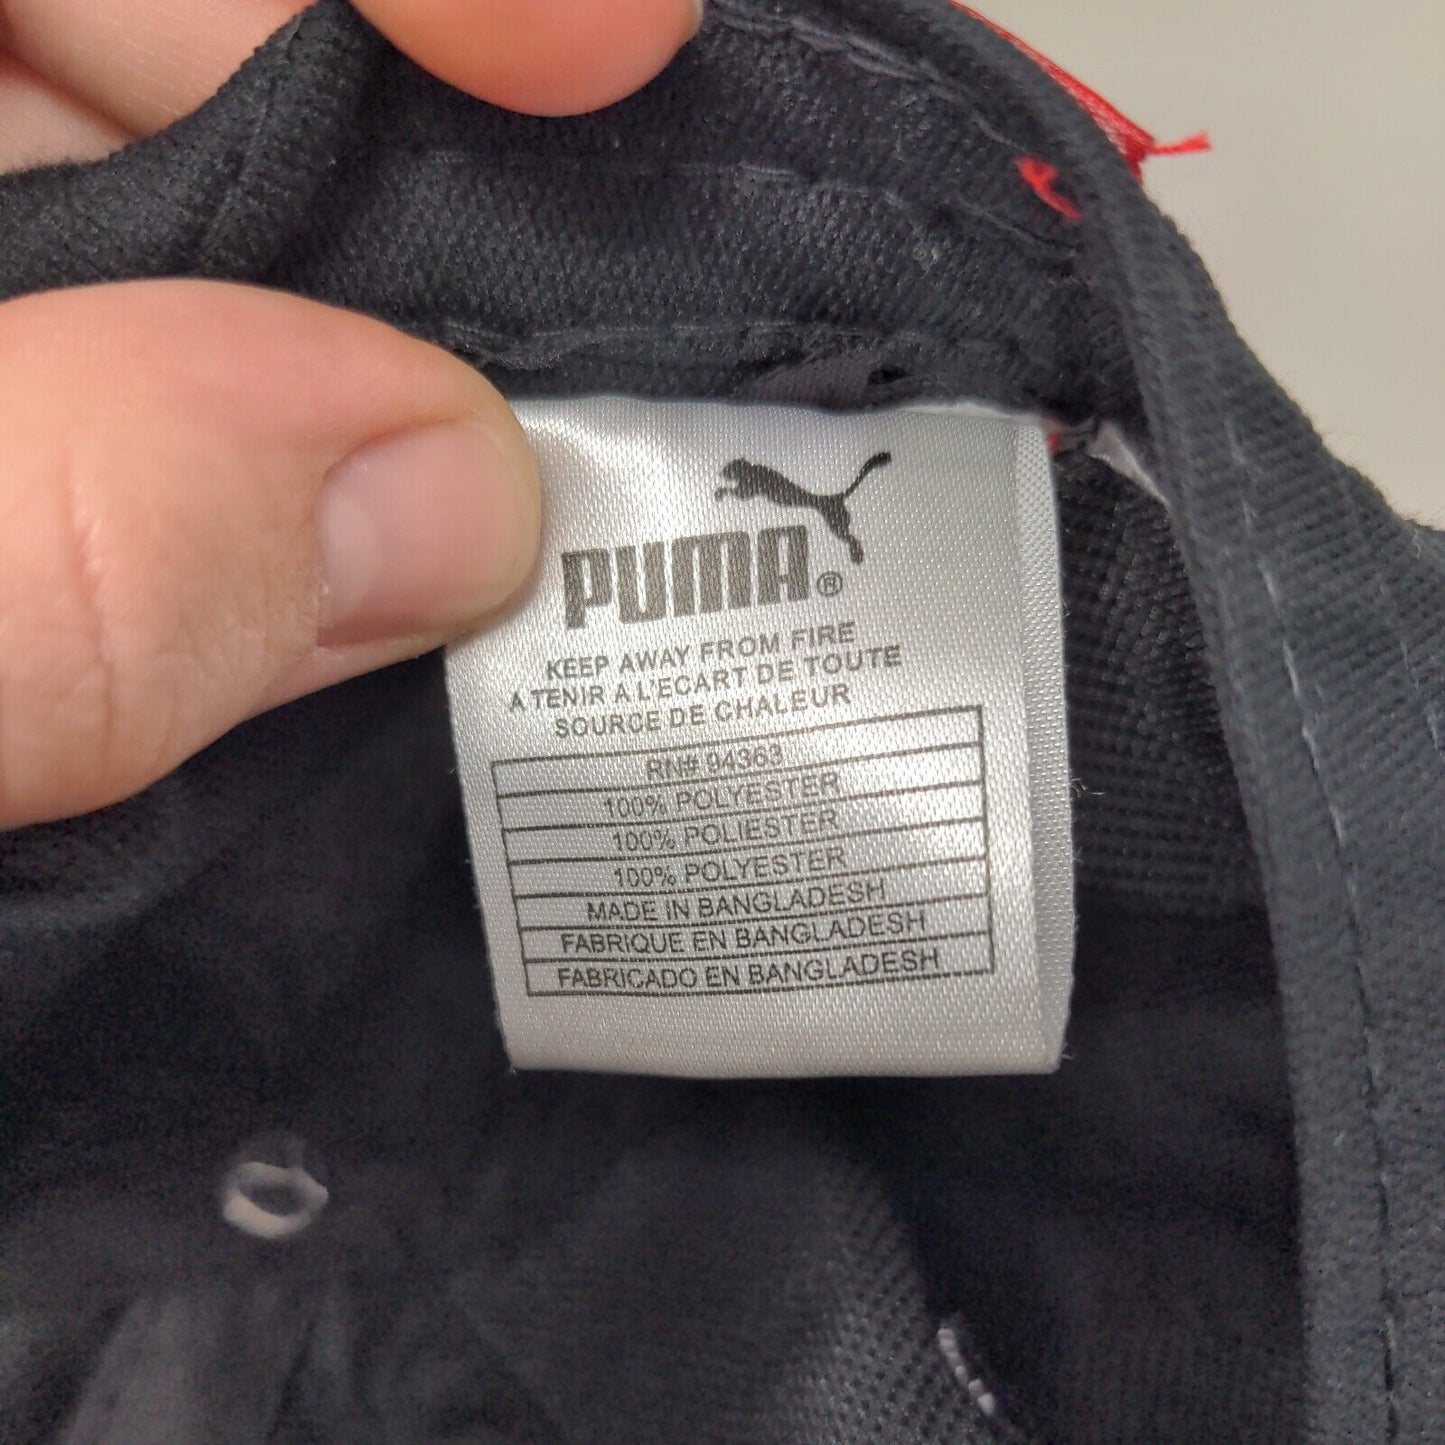 PUMA®
KEEP AWAY FROM FIRE
A TENIR A L'ECART DE TOUTE
SOURCE DE CHALEUR
RN# 94363
100% POLYESTER
100% POLIESTER
100% POLYESTER
MADE IN BANGLADESH
FABRIQUE EN BANGLADESH
FABRICADO EN BANGLADESH